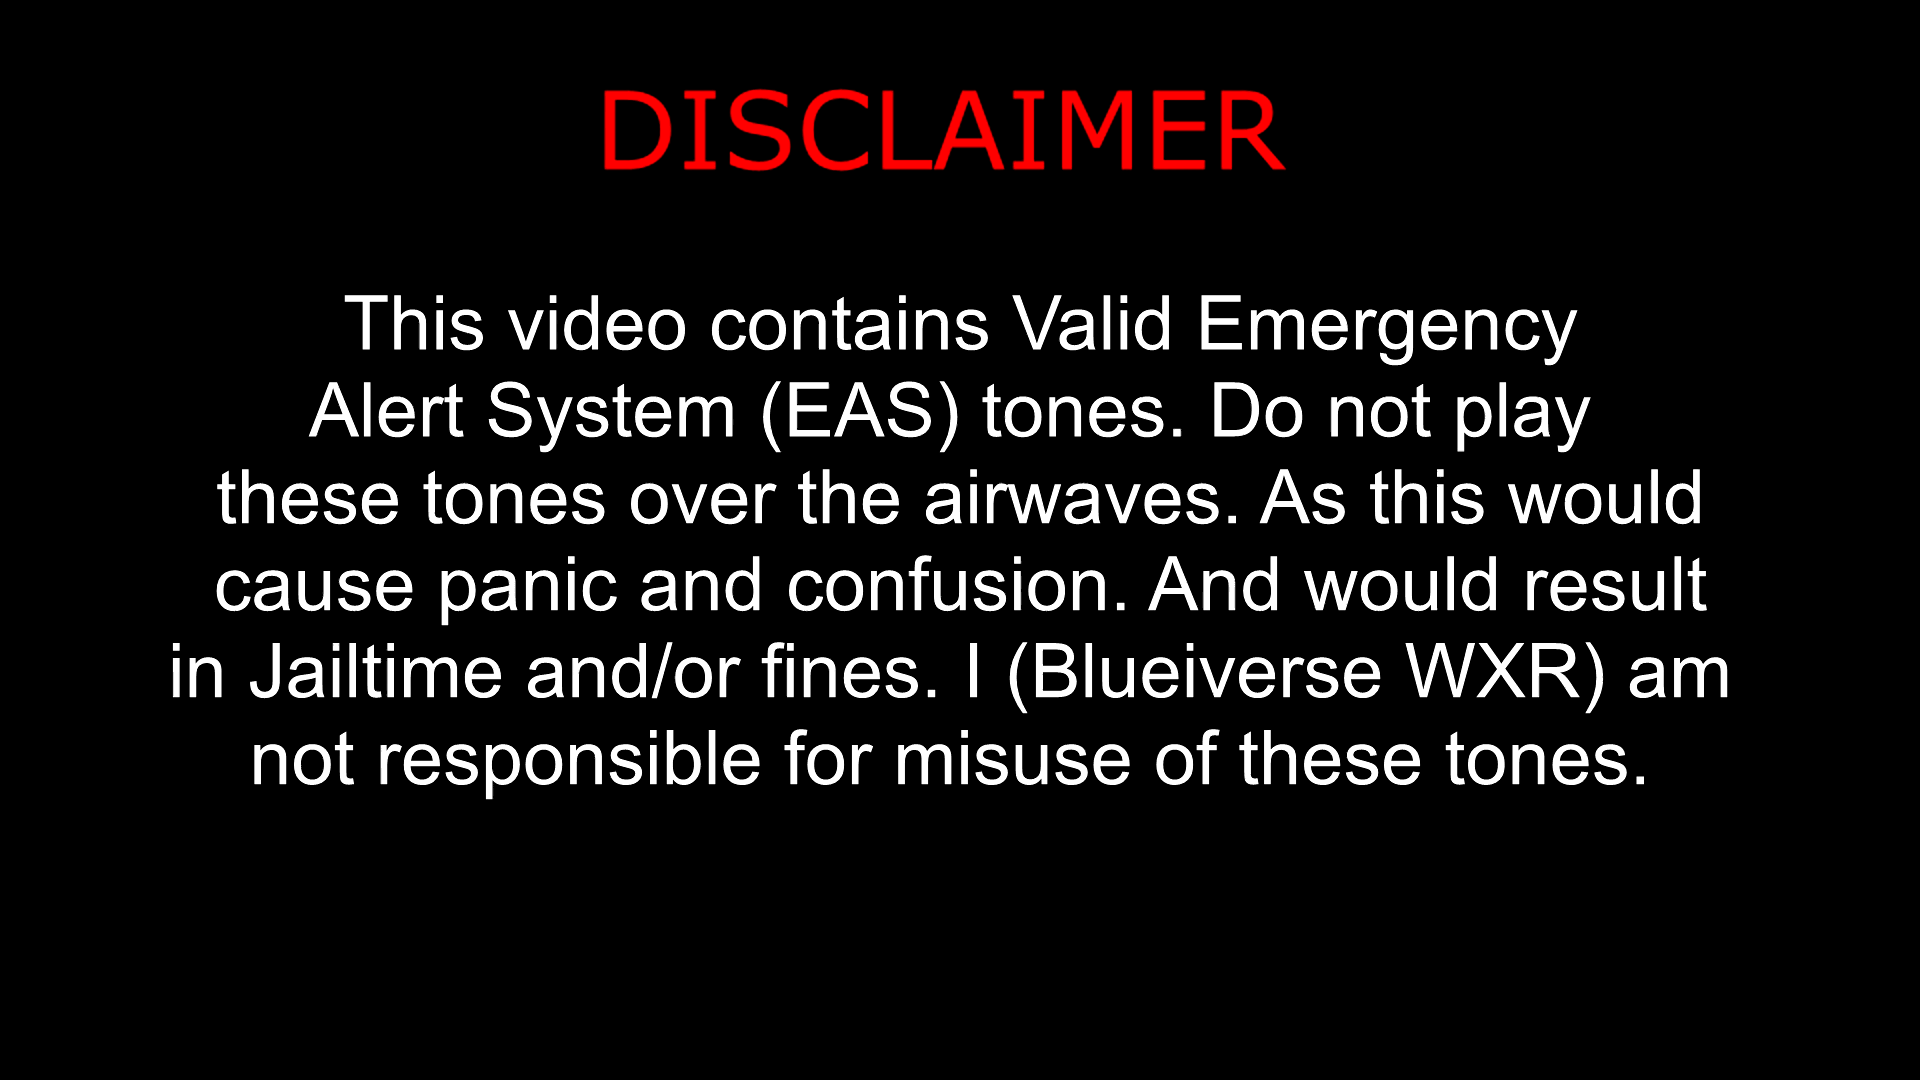 DISCLAIMER
This video contains Valid Emergency
Alert System (EAS) tones. Do not play
these tones over the airwaves. As this would
cause panic and confusion. And would result
in Jailtime and/or fines. I (Blueiverse WXR) am
not responsible for misuse of these tones.